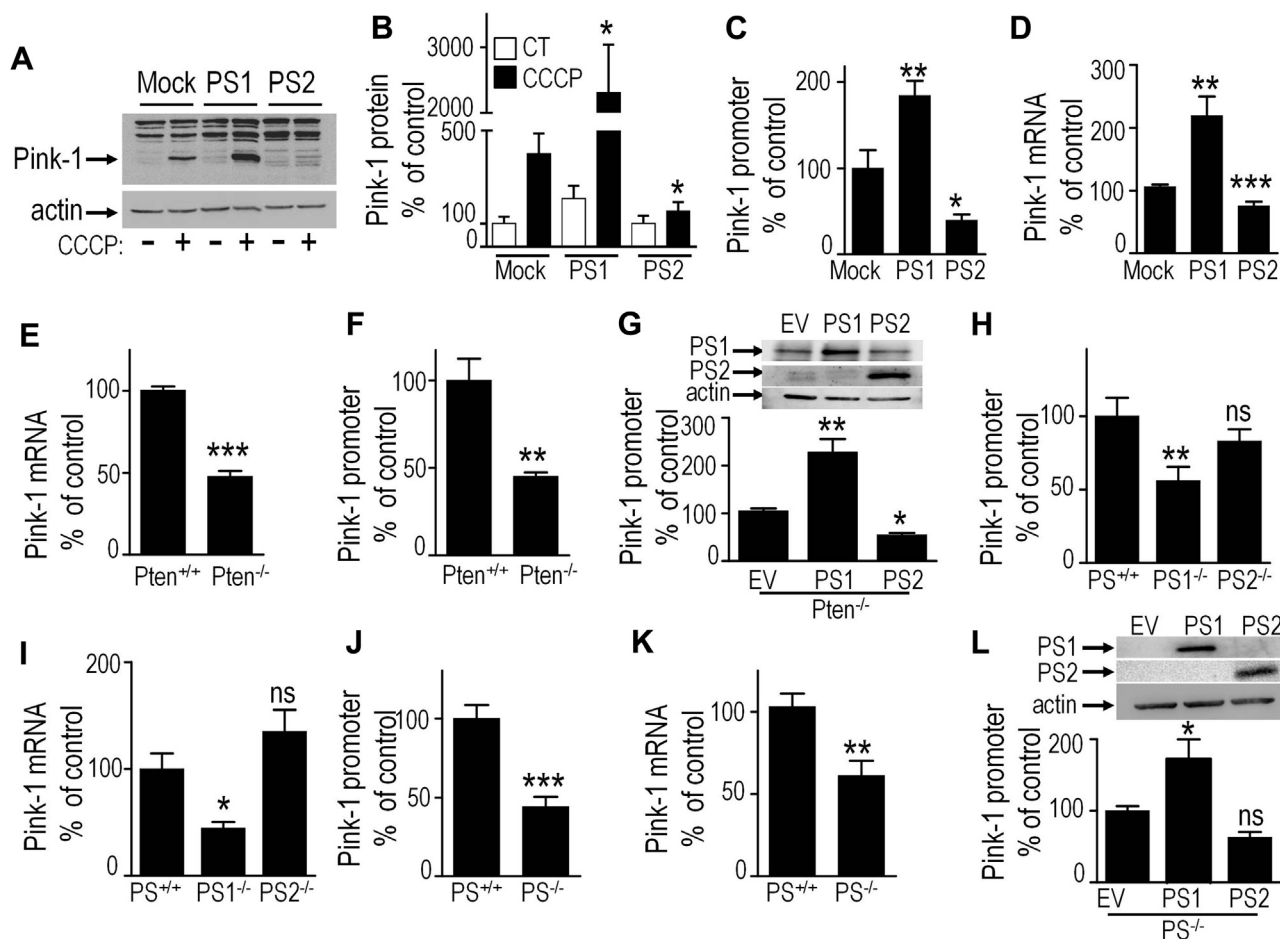 A
Mock PS1 PS2
Pink-1
actin
CCCP: - + - + - +
B
Pink-1 protein
% of control
3000
2000
500
100
0
CT
CCCP
*
*
Mock PS1 PS2
C
Pink-1 promoter
% of control
200
100
0
**
*
Mock PS1 PS2
D
Pink-1 mRNA
% of control
300
200
100
0
**
***
Mock PS1 PS2
E
Pink-1 mRNA
% of control
100
50
0
***
Pten+/+ Pten-/-
F
Pink-1 promoter
% of control
100
50
0
**
Pten+/+ Pten-/-
G
EV PS1 PS2
PS1
PS2
actin
Pink-1 promoter
% of control
300
200
100
0
**
*
EV PS1 PS2
Pten-/-
H
Pink-1 promoter
% of control
100
50
0
**
ns
PS+/+ PS1-/- PS2-/-
I
Pink-1 mRNA
% of control
200
100
0
*
ns
PS+/+ PS1-/- PS2-/-
J
Pink-1 promoter
% of control
100
50
0
***
PS+/+ PS-/-
K
Pink-1 mRNA
% of control
100
50
0
**
PS+/+ PS-/-
L
EV PS1 PS2
PS1
PS2
actin
Pink-1 promoter
% of control
200
100
0
*
ns
EV PS1 PS2
PS-/-